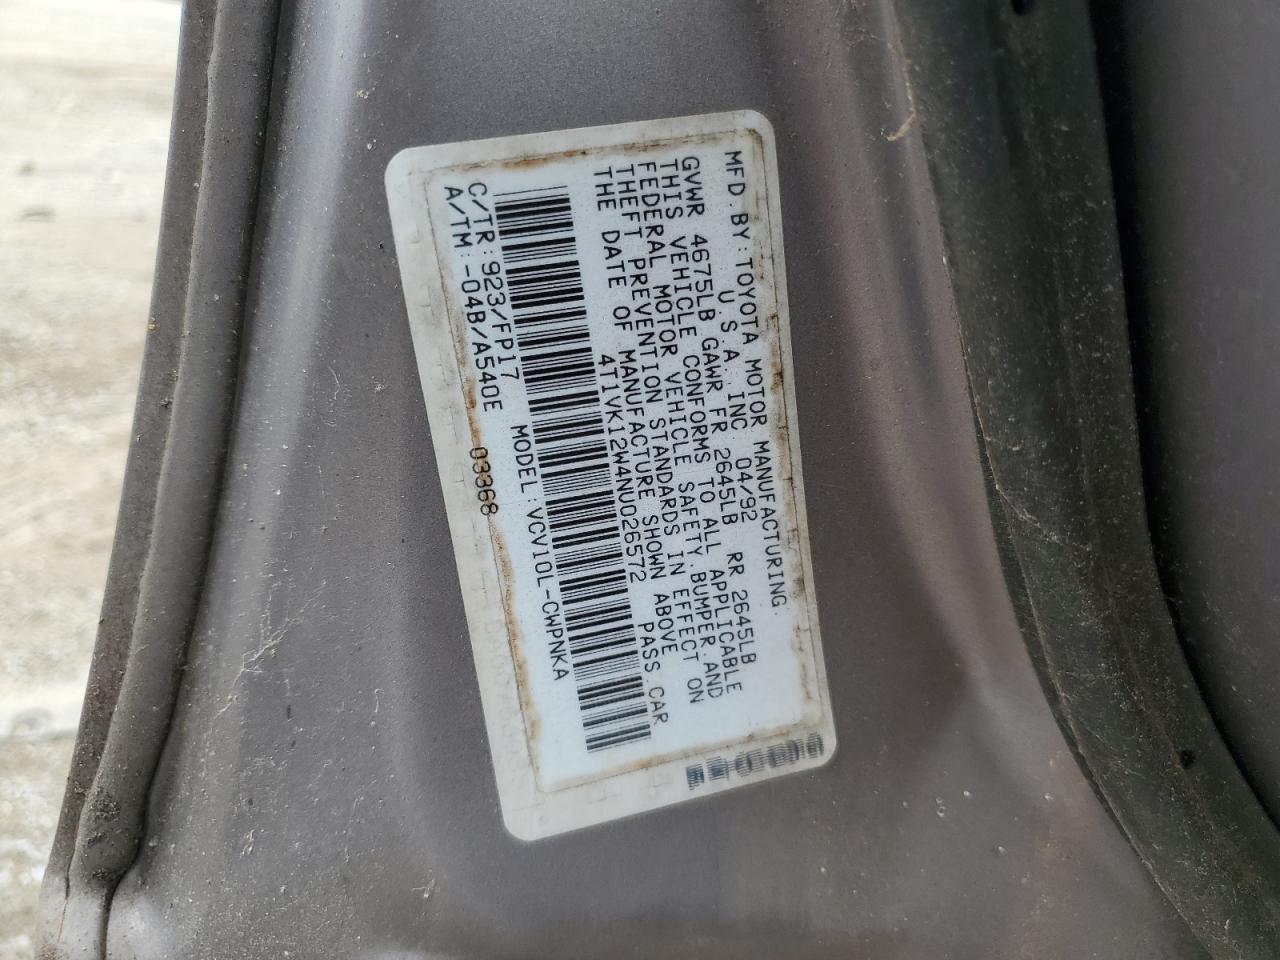 MFD. BY: TOYOTA MOTOR MANUFACTURING.
U.S.A. INC 04/92
GVWR 4675LB GAWR FR 2645LB RR 2645LB
THIS VEHICLE CONFORMS TO ALL APPLICABLE
FEDERAL MOTOR VEHICLE SAFETY.BUMPER.AND
THEFT PREVENTION STANDARDS IN EFFECT ON
THE DATE OF MANUFACTURE SHOWN ABOVE
4T1VK12W4NU026572 PASS.CAR
C/TR:923/FP17 MODEL:VCV10L-CWPNKA
A/TM:-04B/A540E 03368